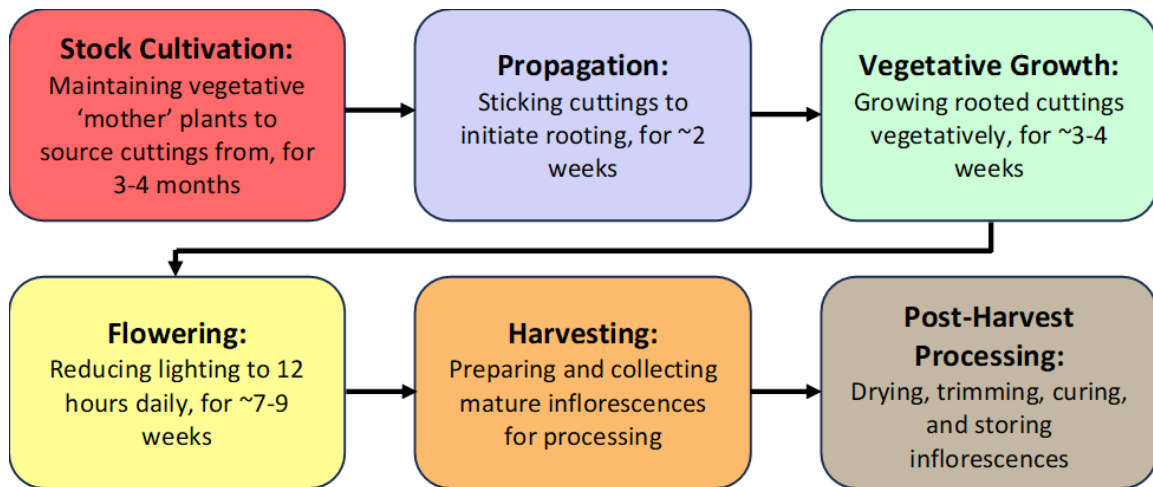 Stock Cultivation:
Maintaining vegetative
‘mother’ plants to
source cuttings from, for
3-4 months
Propagation:
Sticking cuttings to
initiate rooting, for ~2
weeks
Vegetative Growth:
Growing rooted cuttings
vegetatively, for ~3-4
weeks
Flowering:
Reducing lighting to 12
hours daily, for ~7-9
weeks
Harvesting:
Preparing and collecting
mature inflorescences
for processing
Post-Harvest
Processing:
Drying, trimming, curing,
and storing
inflorescences